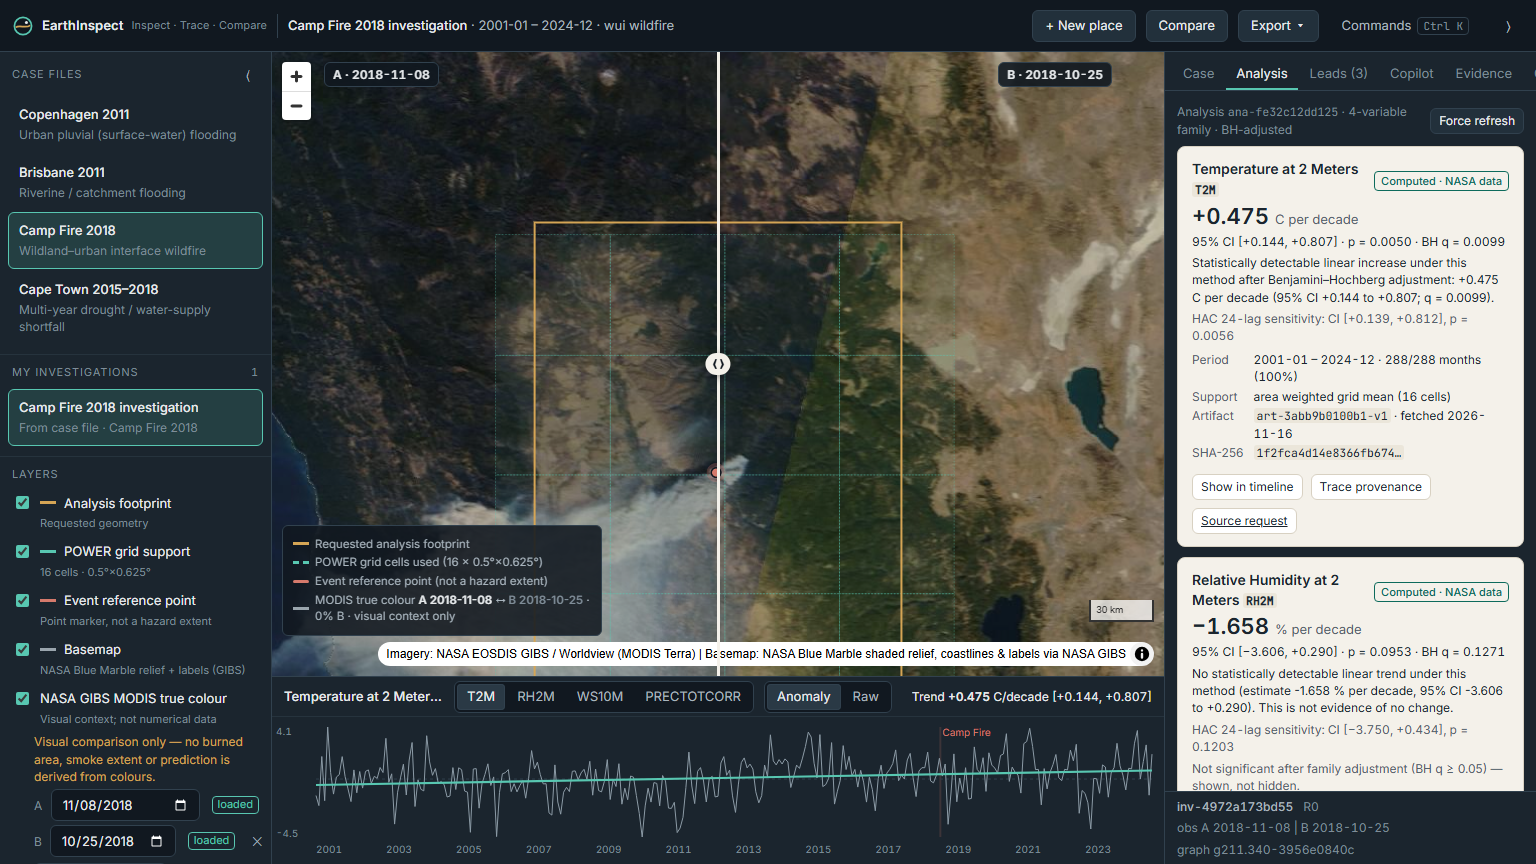 EarthInspect Inspect · Trace · Compare
Camp Fire 2018 investigation · 2001-01 – 2024-12 · wui wildfire
+ New place
Compare
Export
Commands Ctrl K
CASE FILES
Copenhagen 2011
Urban pluvial (surface-water) flooding
Brisbane 2011
Riverine / catchment flooding
Camp Fire 2018
Wildland–urban interface wildfire
Cape Town 2015–2018
Multi-year drought / water-supply
shortfall
MY INVESTIGATIONS 1
Camp Fire 2018 investigation
From case file · Camp Fire 2018
LAYERS
Analysis footprint
Requested geometry
POWER grid support
16 cells · 0.5°×0.625°
Event reference point
Point marker, not a hazard extent
Basemap
NASA Blue Marble relief + labels (GIBS)
NASA GIBS MODIS true colour
Visual context; not numerical data
Visual comparison only — no burned
area, smoke extent or prediction is
derived from colours.
A 11/08/2018 loaded
B 10/25/2018 loaded ×
+
−
A · 2018-11-08
B · 2018-10-25
Requested analysis footprint
POWER grid cells used (16 × 0.5°×0.625°)
Event reference point (not a hazard extent)
MODIS true colour A 2018-11-08 ↔ B 2018-10-25 ·
0% B · visual context only
30 km
Imagery: NASA EOSDIS GIBS / Worldview (MODIS Terra) | Basemap: NASA Blue Marble shaded relief, coastlines & labels via NASA GIBS
Temperature at 2 Meter...
T2M
RH2M
WS10M
PRECTOTCORR
Anomaly
Raw
Trend +0.475 C/decade [+0.144, +0.807]
4.1
Camp Fire
-4.5
2001 2003 2005 2007 2009 2011 2013 2015 2017 2019 2021 2023
Case
Analysis
Leads (3)
Copilot
Evidence
Analysis ana-fe32c12dd125 · 4-variable
family · BH-adjusted
Force refresh
Temperature at 2 Meters
T2M
Computed · NASA data
+0.475 C per decade
95% CI [+0.144, +0.807] · p = 0.0050 · BH q = 0.0099
Statistically detectable linear increase under this
method after Benjamini–Hochberg adjustment: +0.475
C per decade (95% CI +0.144 to +0.807; q = 0.0099).
HAC 24-lag sensitivity: CI [+0.139, +0.812], p =
0.0056
Period 2001-01 – 2024-12 · 288/288 months
(100%)
Support area weighted grid mean (16 cells)
Artifact art-3abb9b0100b1-v1 · fetched 2026-
11-16
SHA-256 1f2fca4d14e8366fb674…
Show in timeline
Trace provenance
Source request
Relative Humidity at 2
Meters RH2M
Computed · NASA data
−1.658 % per decade
95% CI [−3.606, +0.290] · p = 0.0953 · BH q = 0.1271
No statistically detectable linear trend under this
method (estimate -1.658 % per decade, 95% CI -3.606
to +0.290). This is not evidence of no change.
HAC 24-lag sensitivity: CI [−3.750, +0.434], p =
0.1203
Not significant after family adjustment (BH q ≥ 0.05) —
shown, not hidden.
inv-4972a173bd55 R0
obs A 2018-11-08 | B 2018-10-25
graph g211.340-3956e0840c